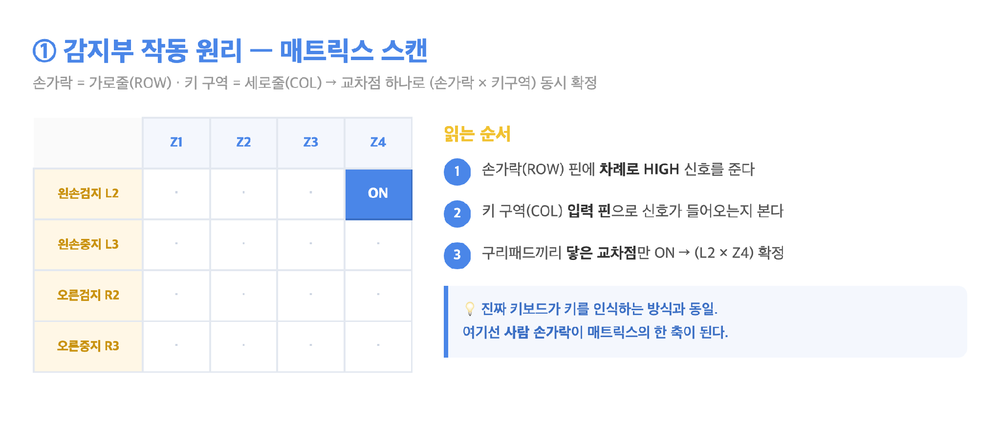 ① 감지부 작동 원리 — 매트릭스 스캔
손가락 = 가로줄(ROW) · 키 구역 = 세로줄(COL) → 교차점 하나로 (손가락 × 키구역) 동시 확정
Z1 Z2 Z3 Z4
왼손검지 L2 · · · ON
왼손중지 L3 · · · ·
오른검지 R2 · · · ·
오른중지 R3 · · · ·
읽는 순서
1 손가락(ROW) 핀에 차례로 HIGH 신호를 준다
2 키 구역(COL) 입력 핀으로 신호가 들어오는지 본다
3 구리패드끼리 닿은 교차점만 ON → (L2 × Z4) 확정
💡 진짜 키보드가 키를 인식하는 방식과 동일.
여기선 사람 손가락이 매트릭스의 한 축이 된다.